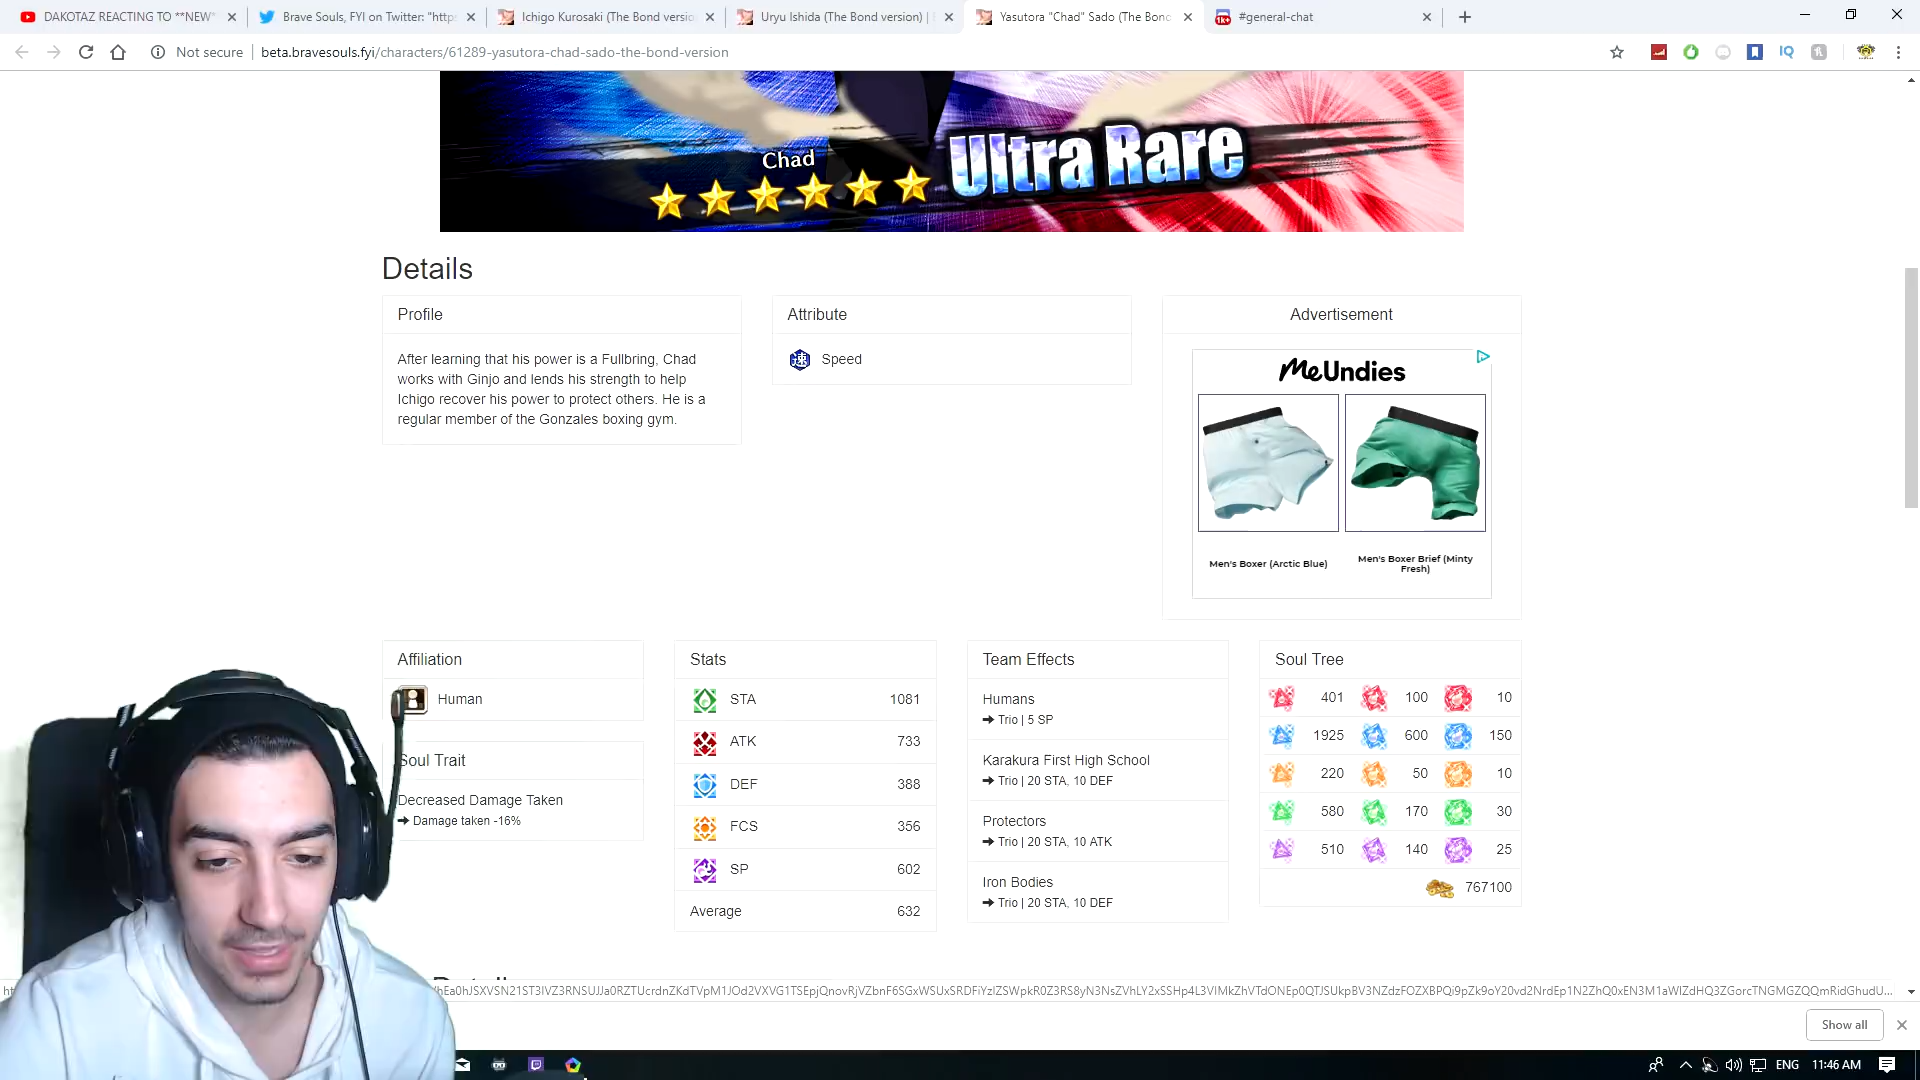 DAKOTAZ REACTING TO **NEW*
Brave Souls, FYI on Twitter: "http
Ichigo Kurosaki (The Bond versio
Uryu Ishida (The Bond version) |
Yasutora "Chad" Sado (The Bond
#general-chat
Not secure
beta.bravesouls.fyi/characters/61289-yasutora-chad-sado-the-bond-version
Chad
Ultra Rare
Details
Profile
After learning that his power is a Fullbring, Chad
works with Ginjo and lends his strength to help
Ichigo recover his power to protect others. He is a
regular member of the Gonzales boxing gym.
Attribute
速 Speed
Advertisement
MeUndies
Men's Boxer (Arctic Blue)
Men's Boxer Brief (Minty
Fresh)
Affiliation
Human
Soul Trait
Decreased Damage Taken
➔ Damage taken -16%
Stats
STA 1081
ATK 733
DEF 388
FCS 356
SP 602
Average 632
Team Effects
Humans
➔ Trio | 5 SP
Karakura First High School
➔ Trio | 20 STA, 10 DEF
Protectors
➔ Trio | 20 STA, 10 ATK
Iron Bodies
➔ Trio | 20 STA, 10 DEF
Soul Tree
401 100 10
1925 600 150
220 50 10
580 170 30
510 140 25
767100
Show all
ENG
11:46 AM